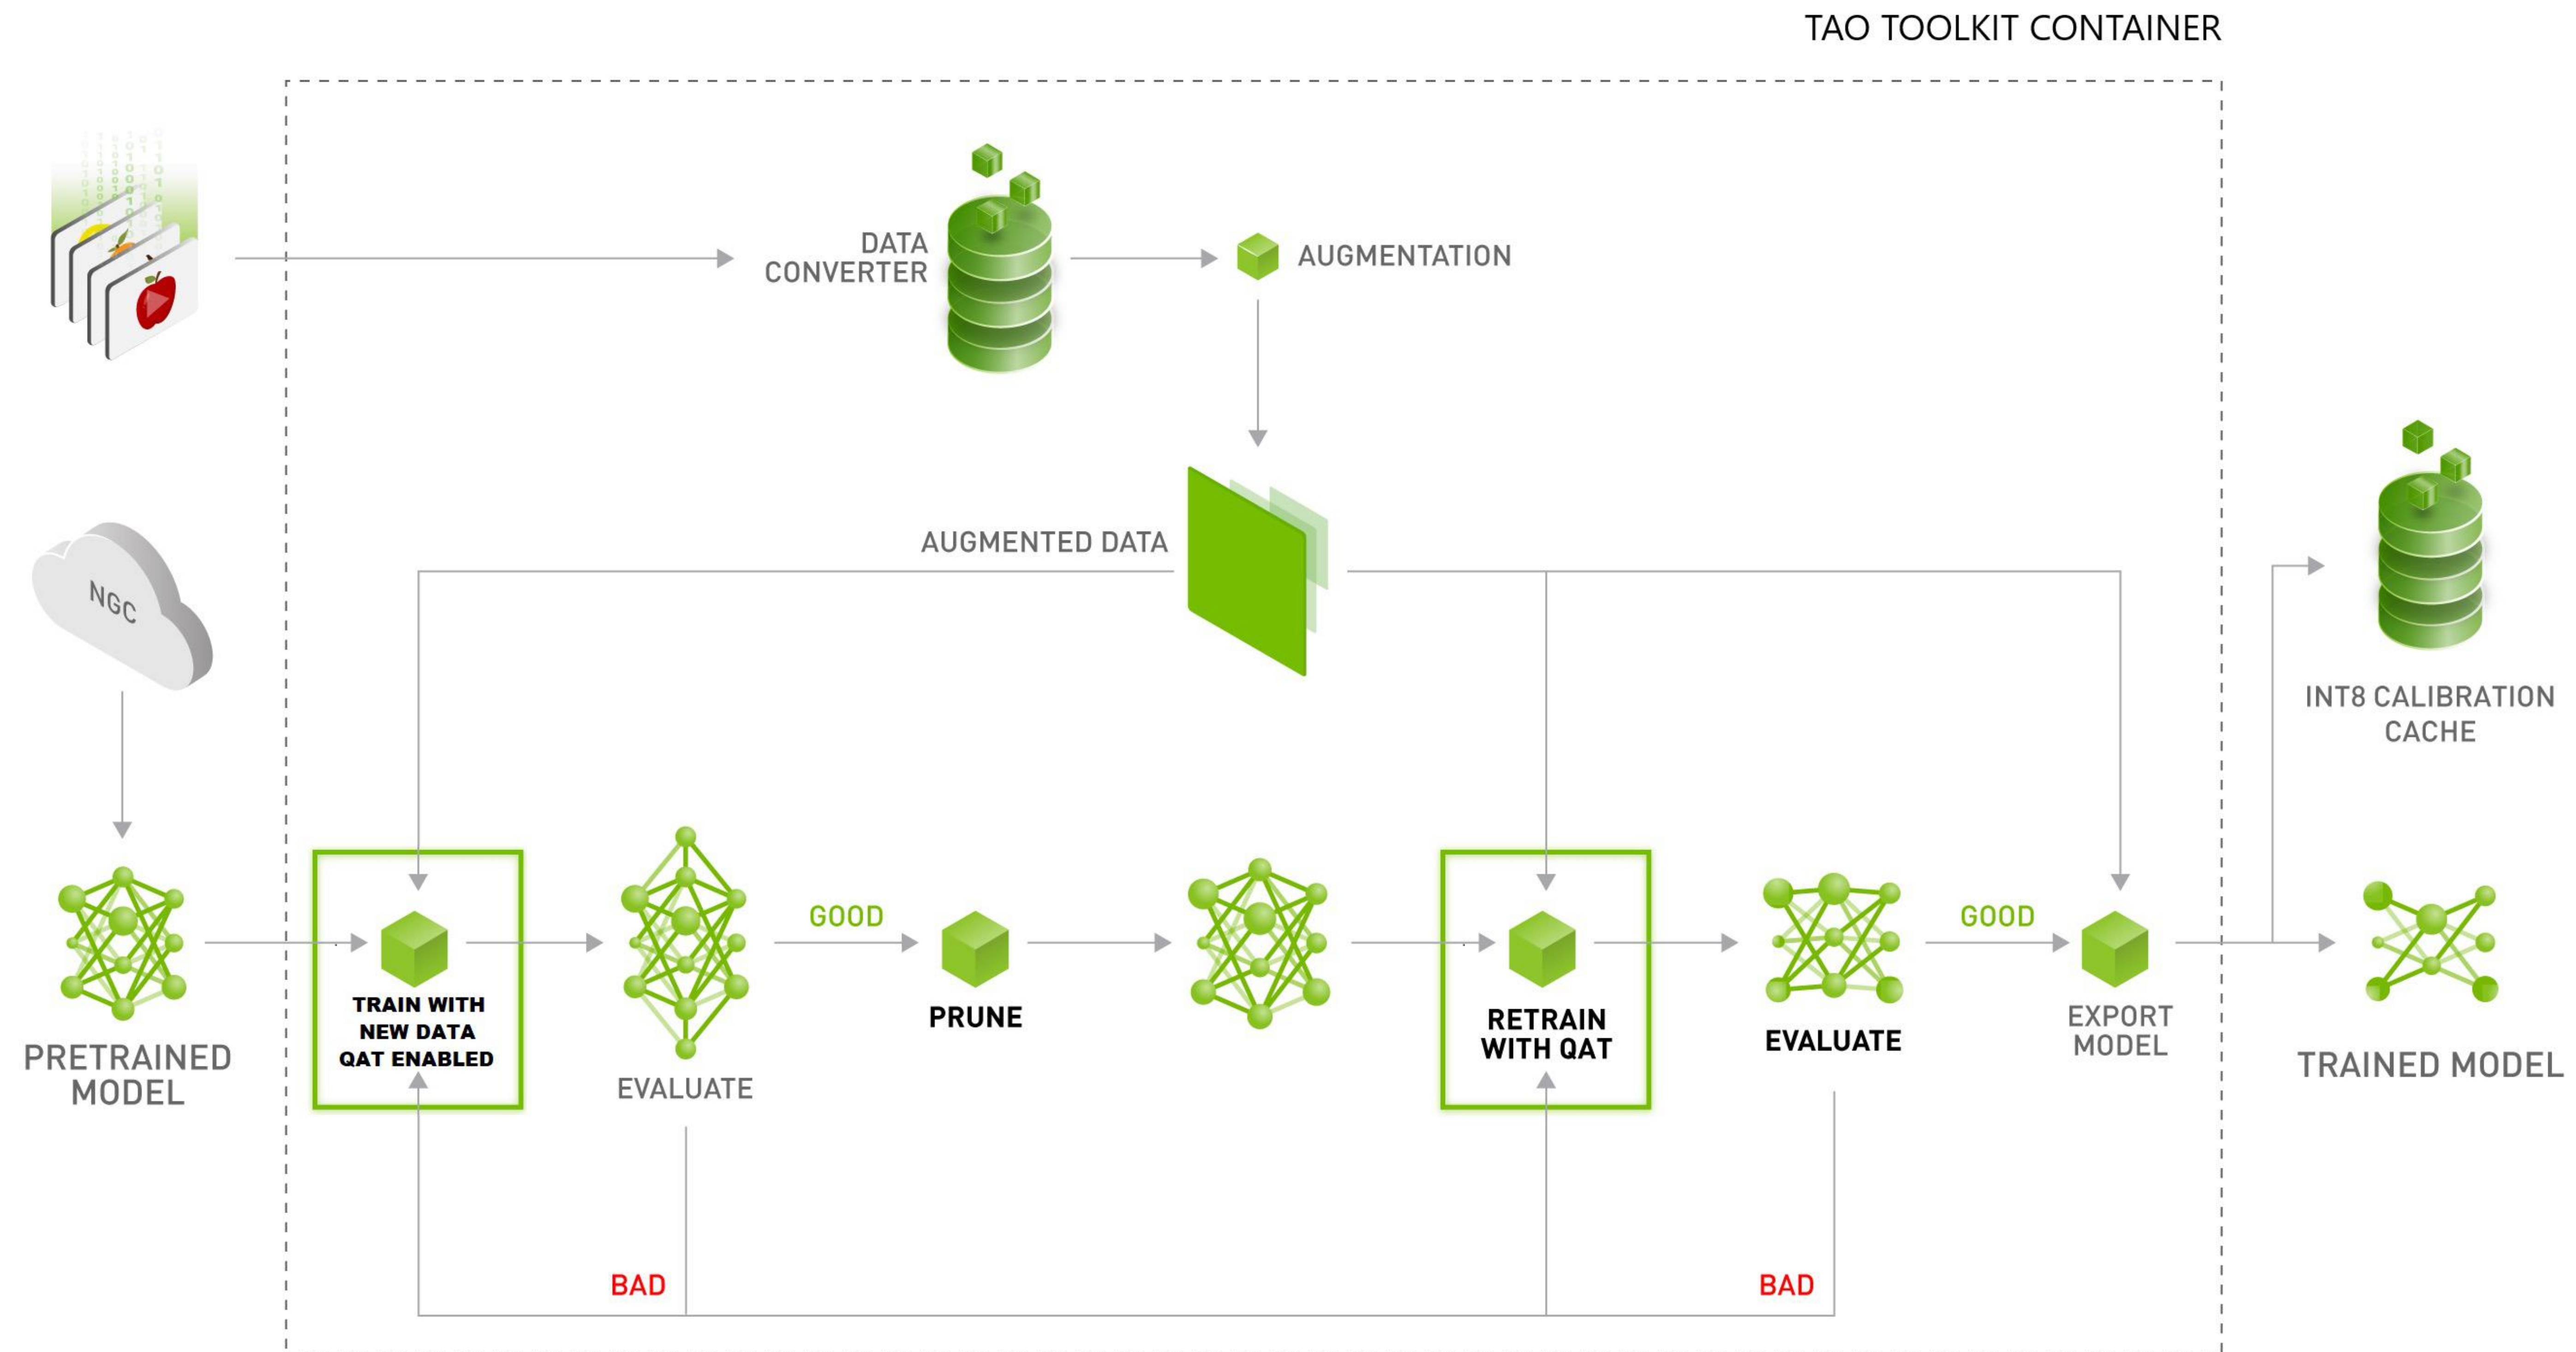 TAO TOOLKIT CONTAINER
DATA
CONVERTER
AUGMENTATION
AUGMENTED DATA
NGC
INT8 CALIBRATION
CACHE
PRETRAINED
MODEL
TRAIN WITH
NEW DATA
QAT ENABLED
EVALUATE
GOOD
PRUNE
RETRAIN
WITH QAT
EVALUATE
GOOD
EXPORT
MODEL
TRAINED MODEL
BAD
BAD